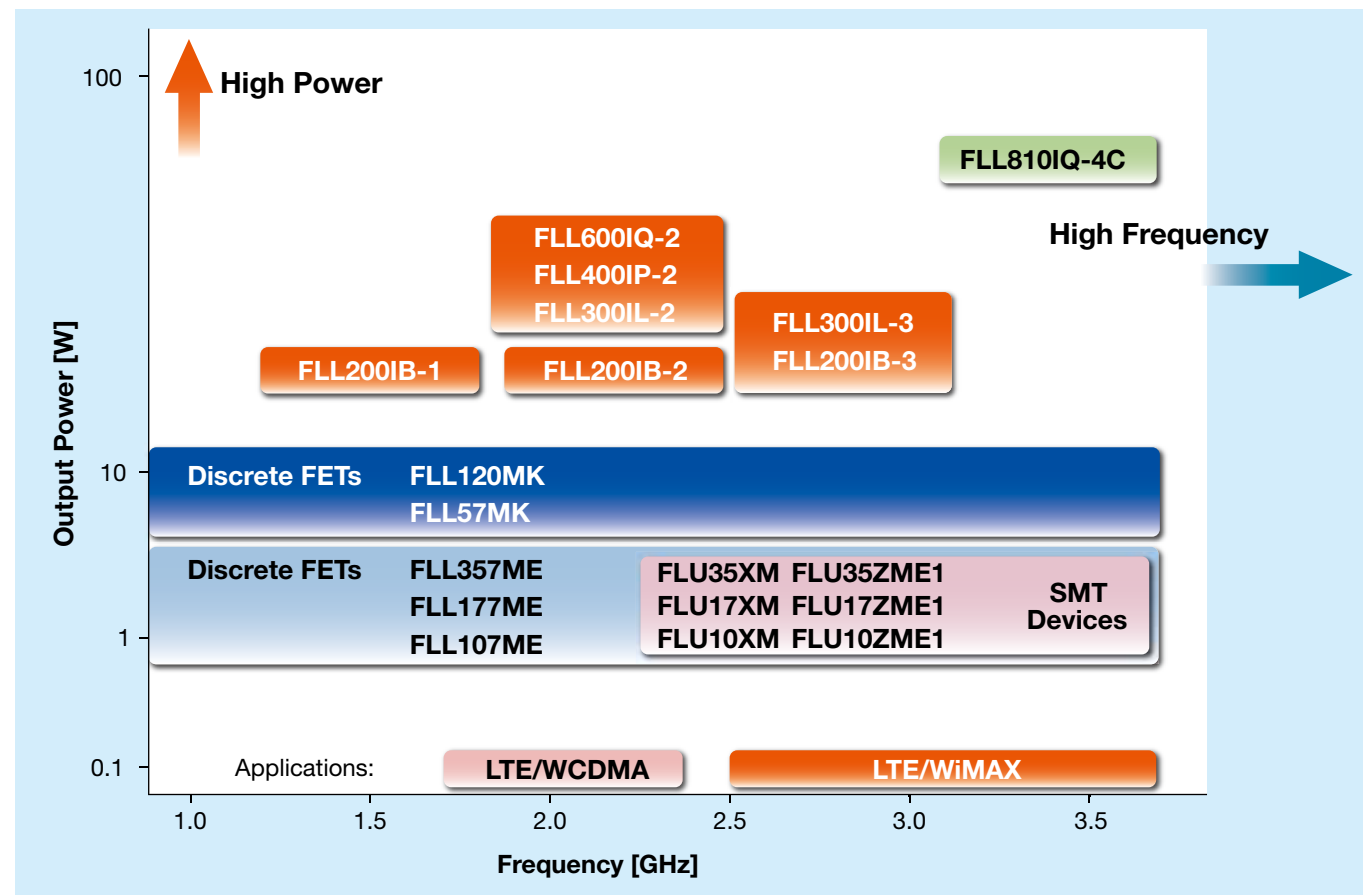 100
High Power
FLL810IQ-4C
High Frequency
FLL600IQ-2
FLL400IP-2
FLL300IL-2
FLL300IL-3
FLL200IB-3
FLL200IB-1
FLL200IB-2
Output Power [W]
10
Discrete FETs FLL120MK
FLL57MK
Discrete FETs FLL357ME
FLL177ME
1
FLL107ME
FLU35XM FLU35ZME1
FLU17XM FLU17ZME1
FLU10XM FLU10ZME1
SMT
Devices
0.1
Applications:
LTE/WCDMA
LTE/WiMAX
1.0 1.5 2.0 2.5 3.0 3.5
Frequency [GHz]